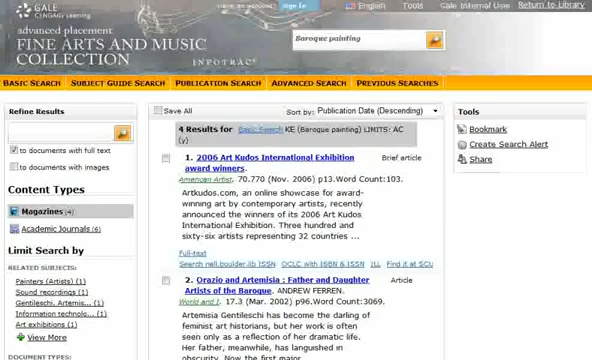 GALE
CENGAGE Learning
Sign In
English
Tools
Gale Internal Use
Return to Library
advanced placement
FINE ARTS AND MUSIC
COLLECTION
INFOTRAC
Baroque painting
BASIC SEARCH
SUBJECT GUIDE SEARCH
PUBLICATION SEARCH
ADVANCED SEARCH
PREVIOUS SEARCHES
Refine Results
to documents with full text
to documents with images
Content Types
Magazines (4)
Academic Journals (6)
Limit Search by
RELATED SUBJECTS:
Painters (Artists) (1)
Sound recordings (1)
Gentileschi, Artemis... (1)
Information technolo... (1)
Art exhibitions (1)
View More
DOCUMENT TYPES:
Save All
Sort by: Publication Date (Descending)
4 Results for Basic Search KE (Baroque painting) LIMITS: AC
(y)
1. 2006 Art Kudos International Exhibition
award winners.
Brief article
American Artist. 70.770 (Nov. 2006) p13.Word Count:103.
Artkudos.com, an online showcase for award-
winning art by contemporary artists, recently
announced the winners of its 2006 Art Kudos
International Exhibition. Three hundred and
sixty-six artists representing 32 countries ...
Full-text
Search nell.boulder.lib ISSN OCLC with ISBN & ISSN ILL Find it at SCU
2. Orazio and Artemisia : Father and Daughter
Artists of the Baroque. ANDREW FERREN.
Article
World and I. 17.3 (Mar. 2002) p96.Word Count:3069.
Artemisia Gentileschi has become the darling of
feminist art historians, but her work is often
seen only as a reflection of her dramatic life.
Her father, meanwhile, has languished in
obscurity. Now the first major
Tools
Bookmark
Create Search Alert
Share